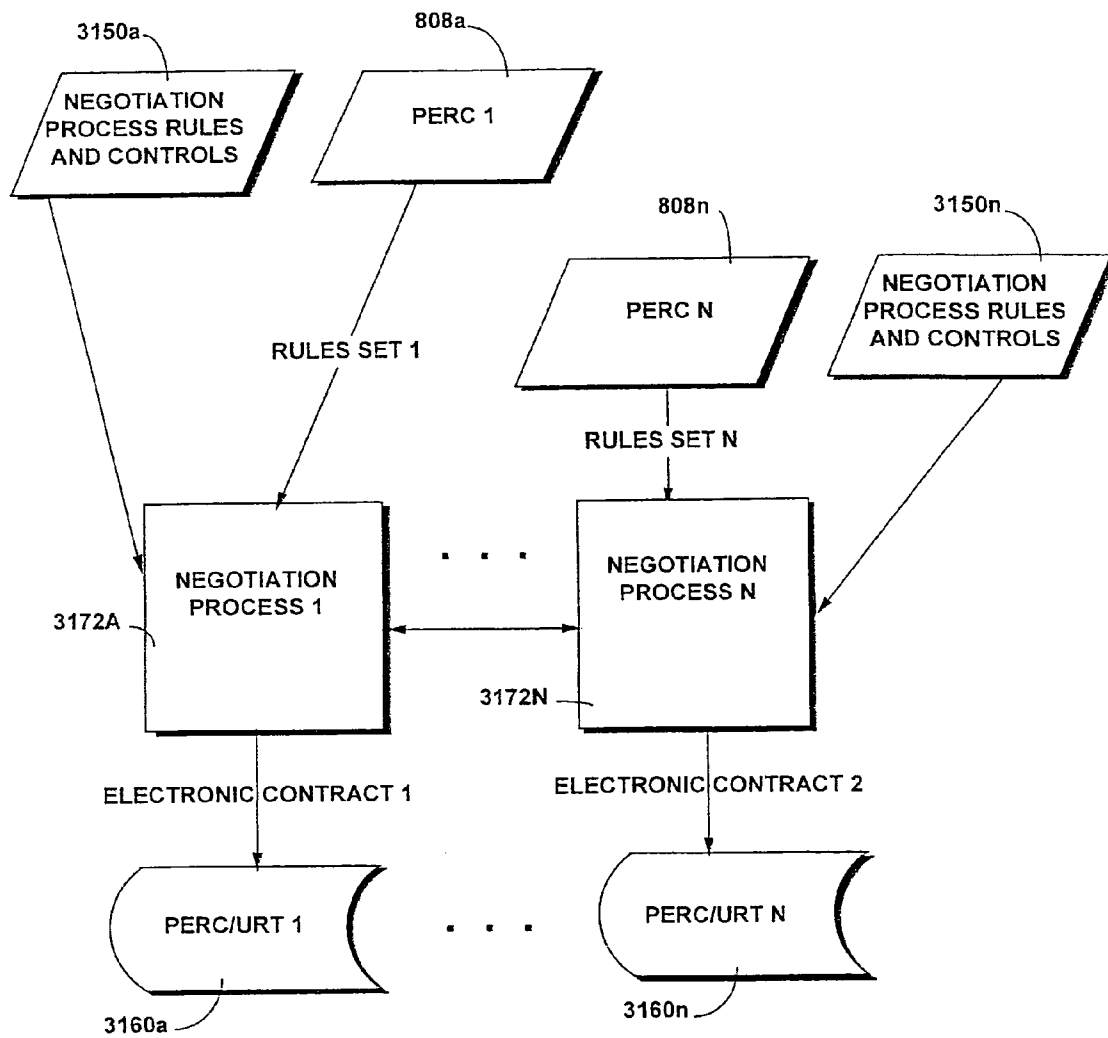 3150a
808a
NEGOTIATION
PROCESS RULES
AND CONTROLS
PERC 1
808n
3150n
PERC N
NEGOTIATION
PROCESS RULES
AND CONTROLS
RULES SET 1
RULES SET N
NEGOTIATION
PROCESS 1
. . .
NEGOTIATION
PROCESS N
3172A
3172N
ELECTRONIC CONTRACT 1
ELECTRONIC CONTRACT 2
PERC/URT 1
. . .
PERC/URT N
3160a
3160n